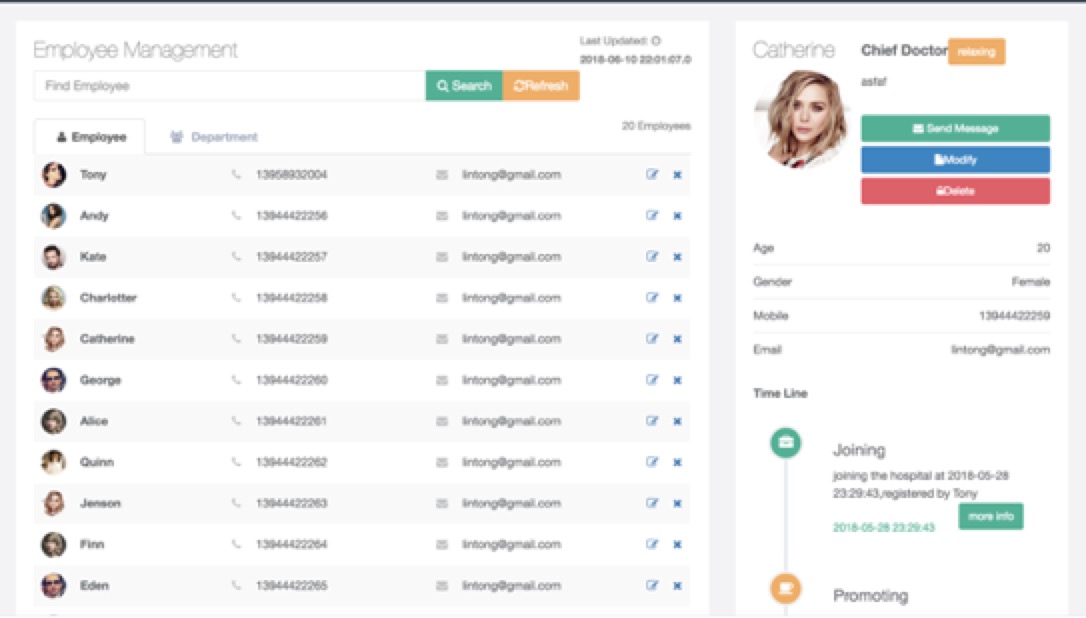 Employee Management
Last Updated:
2018-06-10 22:01:07.0
Find Employee
Search
Refresh
Employee
Department
20 Employees
Tony 13958932004 lintong@gmail.com
Andy 13944422256 lintong@gmail.com
Kate 13944422257 lintong@gmail.com
Charlotter 13944422258 lintong@gmail.com
Catherine 13944422259 lintong@gmail.com
George 13944422260 lintong@gmail.com
Alice 13944422261 lintong@gmail.com
Quinn 13944422262 lintong@gmail.com
Jenson 13944422263 lintong@gmail.com
Finn 13944422264 lintong@gmail.com
Eden 13944422265 lintong@gmail.com
Catherine
Chief Doctor relaxing
Send Message
Modify
Delete
Age 20
Gender Female
Mobile 13944422259
Email lintong@gmail.com
Time Line
Joining
joining the hospital at 2018-05-28
23:29:43,registered by Tony
more info
2018-05-28 23:29:43
Promoting